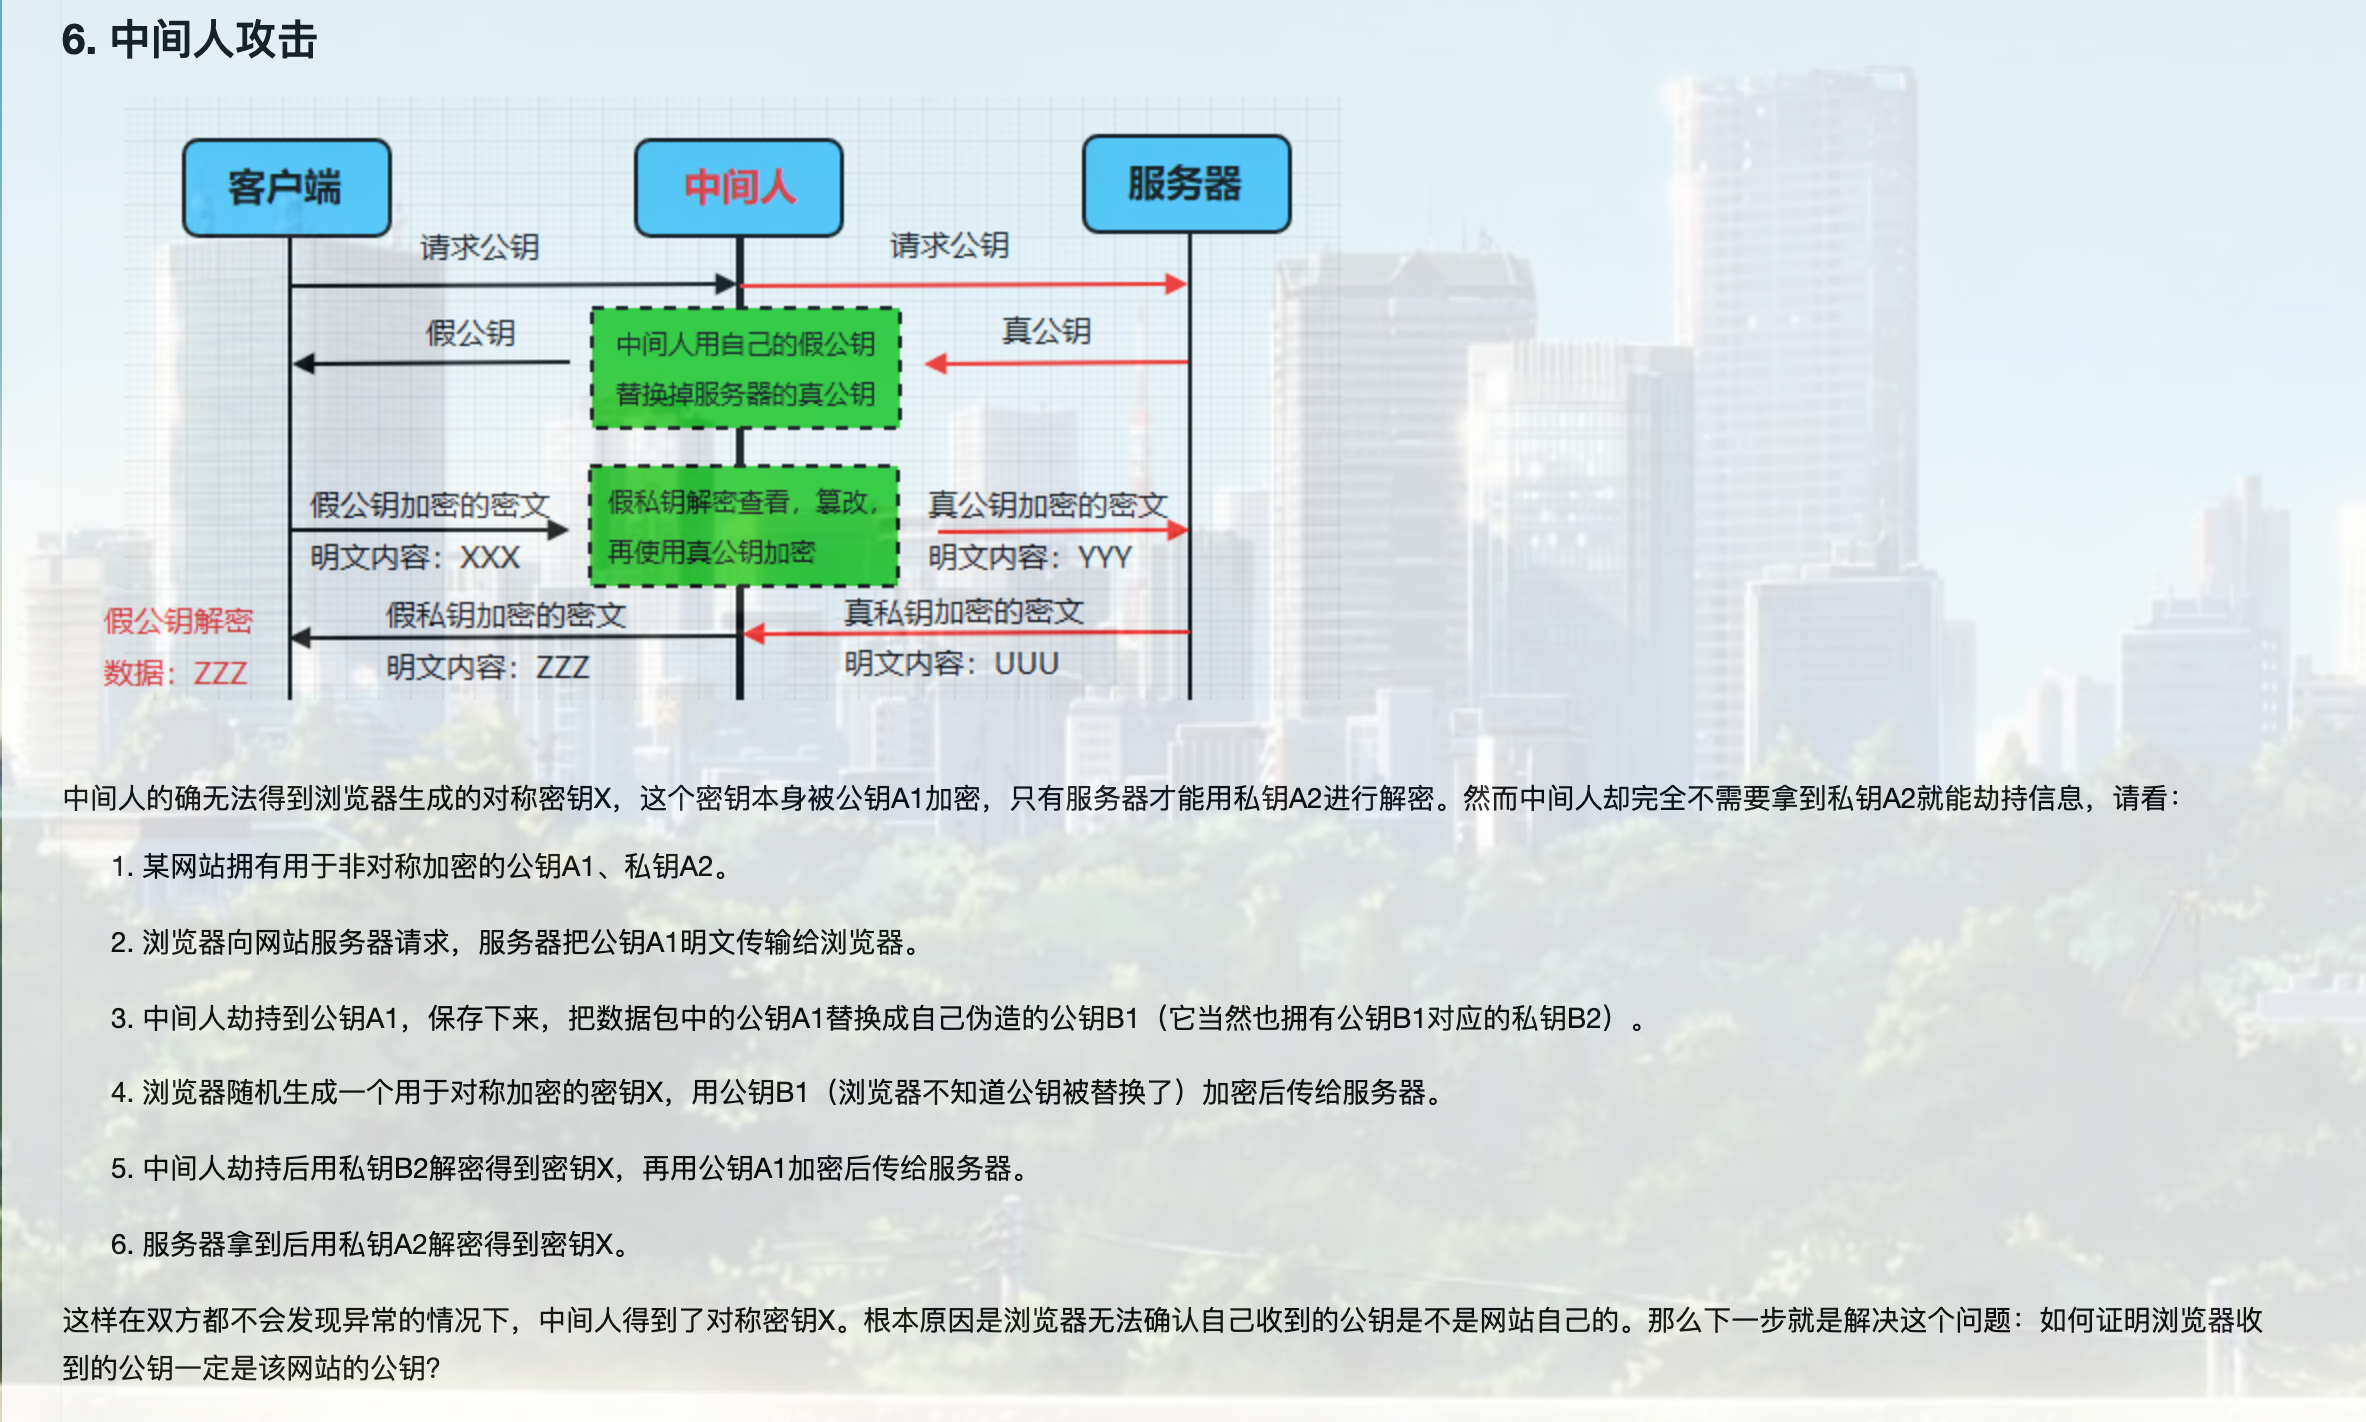 6. 中间人攻击
客户端
中间人
服务器
请求公钥
请求公钥
假公钥
中间人用自己的假公钥
替换掉服务器的真公钥
真公钥
假公钥加密的密文
明文内容：XXX
假私钥解密查看，篡改，
再使用真公钥加密
真公钥加密的密文
明文内容：YYY
假公钥解密
数据：ZZZ
假私钥加密的密文
明文内容：ZZZ
真私钥加密的密文
明文内容：UUU
中间人的确无法得到浏览器生成的对称密钥X，这个密钥本身被公钥A1加密，只有服务器才能用私钥A2进行解密。然而中间人却完全不需要拿到私钥A2就能劫持信息，请看：
1. 某网站拥有用于非对称加密的公钥A1、私钥A2。
2. 浏览器向网站服务器请求，服务器把公钥A1明文传输给浏览器。
3. 中间人劫持到公钥A1，保存下来，把数据包中的公钥A1替换成自己伪造的公钥B1（它当然也拥有公钥B1对应的私钥B2）。
4. 浏览器随机生成一个用于对称加密的密钥X，用公钥B1（浏览器不知道公钥被替换了）加密后传给服务器。
5. 中间人劫持后用私钥B2解密得到密钥X，再用公钥A1加密后传给服务器。
6. 服务器拿到后用私钥A2解密得到密钥X。
这样在双方都不会发现异常的情况下，中间人得到了对称密钥X。根本原因是浏览器无法确认自己收到的公钥是不是网站自己的。那么下一步就是解决这个问题：如何证明浏览器收
到的公钥一定是该网站的公钥?